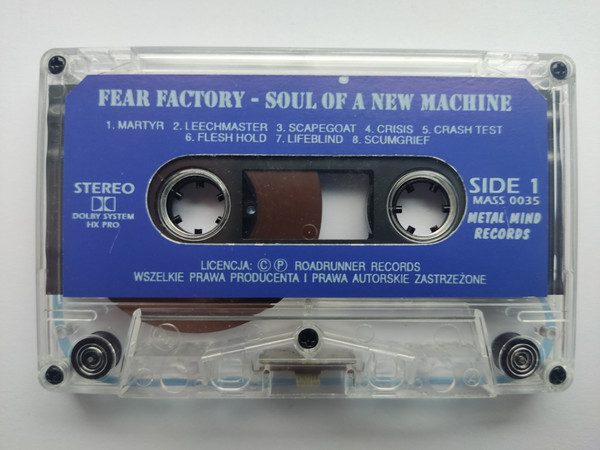 FEAR FACTORY - SOUL OF A NEW MACHINE
1. MARTYR 2. LEECHMASTER 3. SCAPEGOAT 4. CRISIS 5. CRASH TEST
6. FLESH HOLD 7. LIFEBLIND 8. SCUMGRIEF
STEREO
DOLBY SYSTEM
HX PRO
SIDE 1
MASS 0035
METAL MIND
RECORDS
LICENCJA: Ⓒ Ⓟ ROADRUNNER RECORDS
WSZELKIE PRAWA PRODUCENTA I PRAWA AUTORSKIE ZASTRZEŻONE